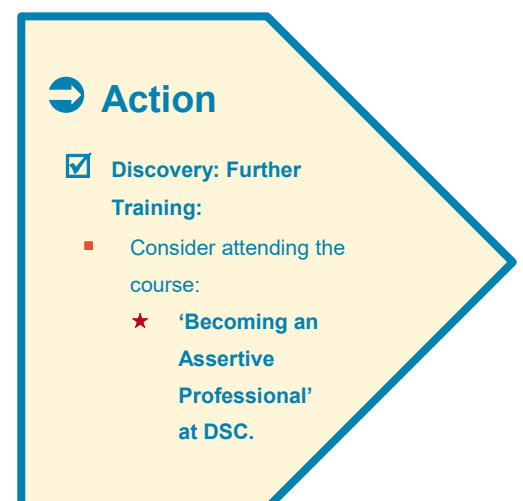 Action
Discovery: Further
Training:
Consider attending the
course:
‘Becoming an
Assertive
Professional’
at DSC.